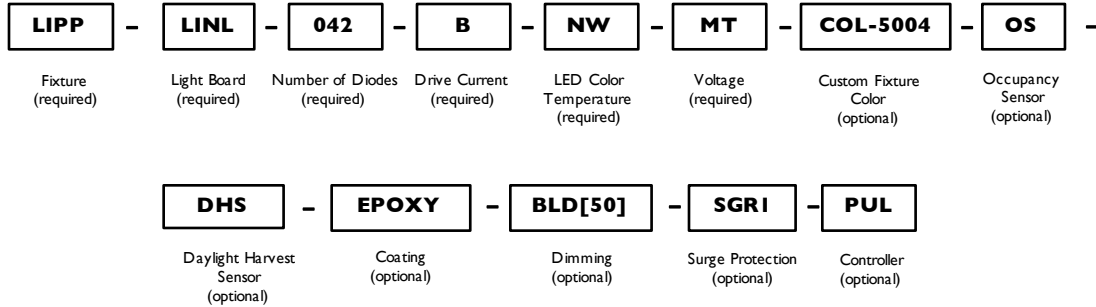 LIPP – LINL – 042 – B – NW – MT – COL-5004 – OS –
Fixture
(required)
Light Board
(required)
Number of Diodes
(required)
Drive Current
(required)
LED Color
Temperature
(required)
Voltage
(required)
Custom Fixture
Color
(optional)
Occupancy
Sensor
(optional)
DHS – EPOXY – BLD[50] – SGR1 – PUL
Daylight Harvest
Sensor
(optional)
Coating
(optional)
Dimming
(optional)
Surge Protection
(optional)
Controller
(optional)